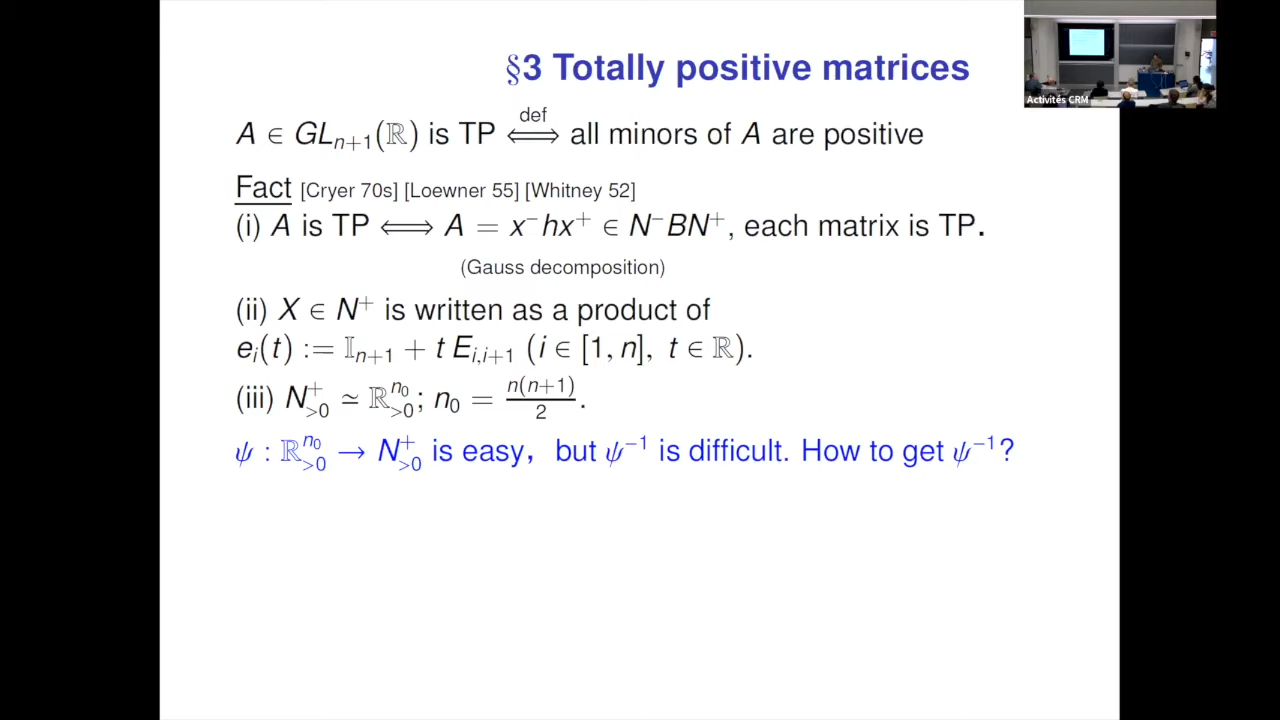 §3 Totally positive matrices
Activités CRM
A ∈ GLₙ₊₁(ℝ) is TP ⟺^{def} all minors of A are positive
Fact [Cryer 70s] [Loewner 55] [Whitney 52]
(i) A is TP ⟺ A = x⁻hx⁺ ∈ N⁻BN⁺, each matrix is TP.
(Gauss decomposition)
(ii) X ∈ N⁺ is written as a product of
e_i(t) := 𝕀_{n+1} + t E_{i,i+1} (i ∈ [1, n], t ∈ ℝ).
(iii) N^+_{>0} ≃ ℝ^{n_0}_{>0}; n_0 = n(n+1)/2.
ψ : ℝ^{n_0}_{>0} → N^+_{>0} is easy, but ψ⁻¹ is difficult. How to get ψ⁻¹?